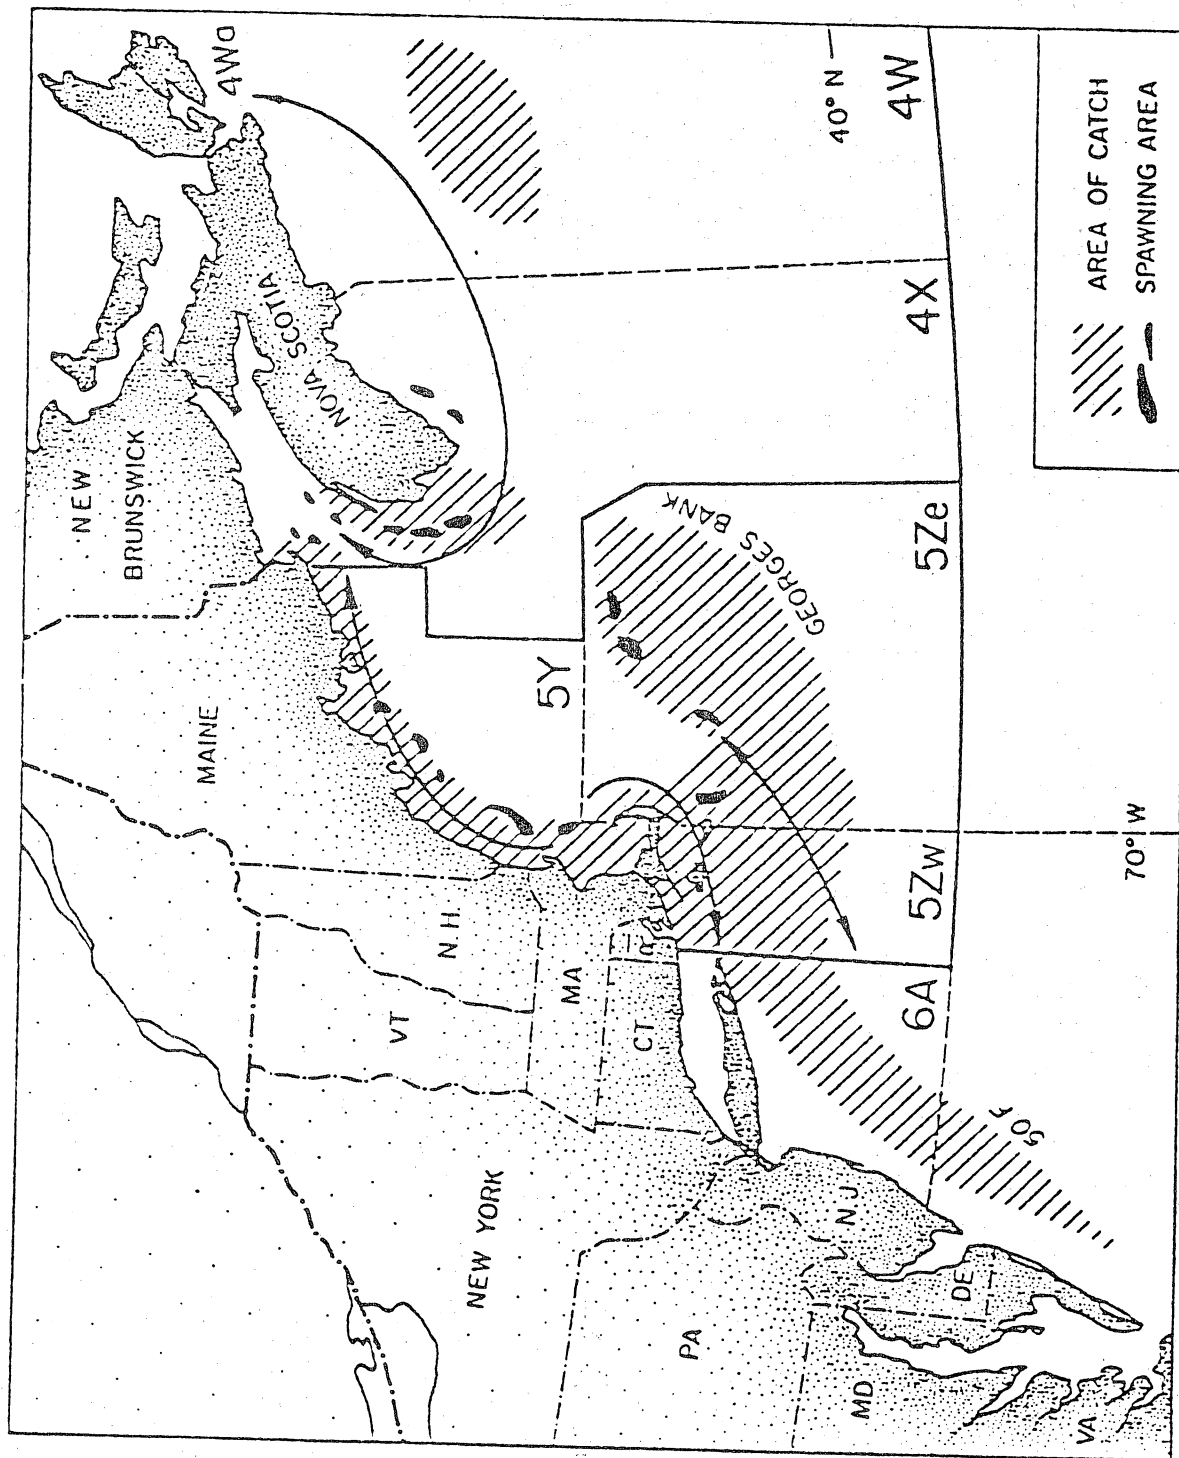 NEW
BRUNSWICK
4Wa
NOVA SCOTIA
MAINE
N.H.
VT
MA
CT
NEW YORK
PA
NJ
MD
DE
VA
5Y
GEORGES BANK
40° N
4W
4X
5Ze
5Zw
6A
50 f
70° W
AREA OF CATCH
SPAWNING AREA